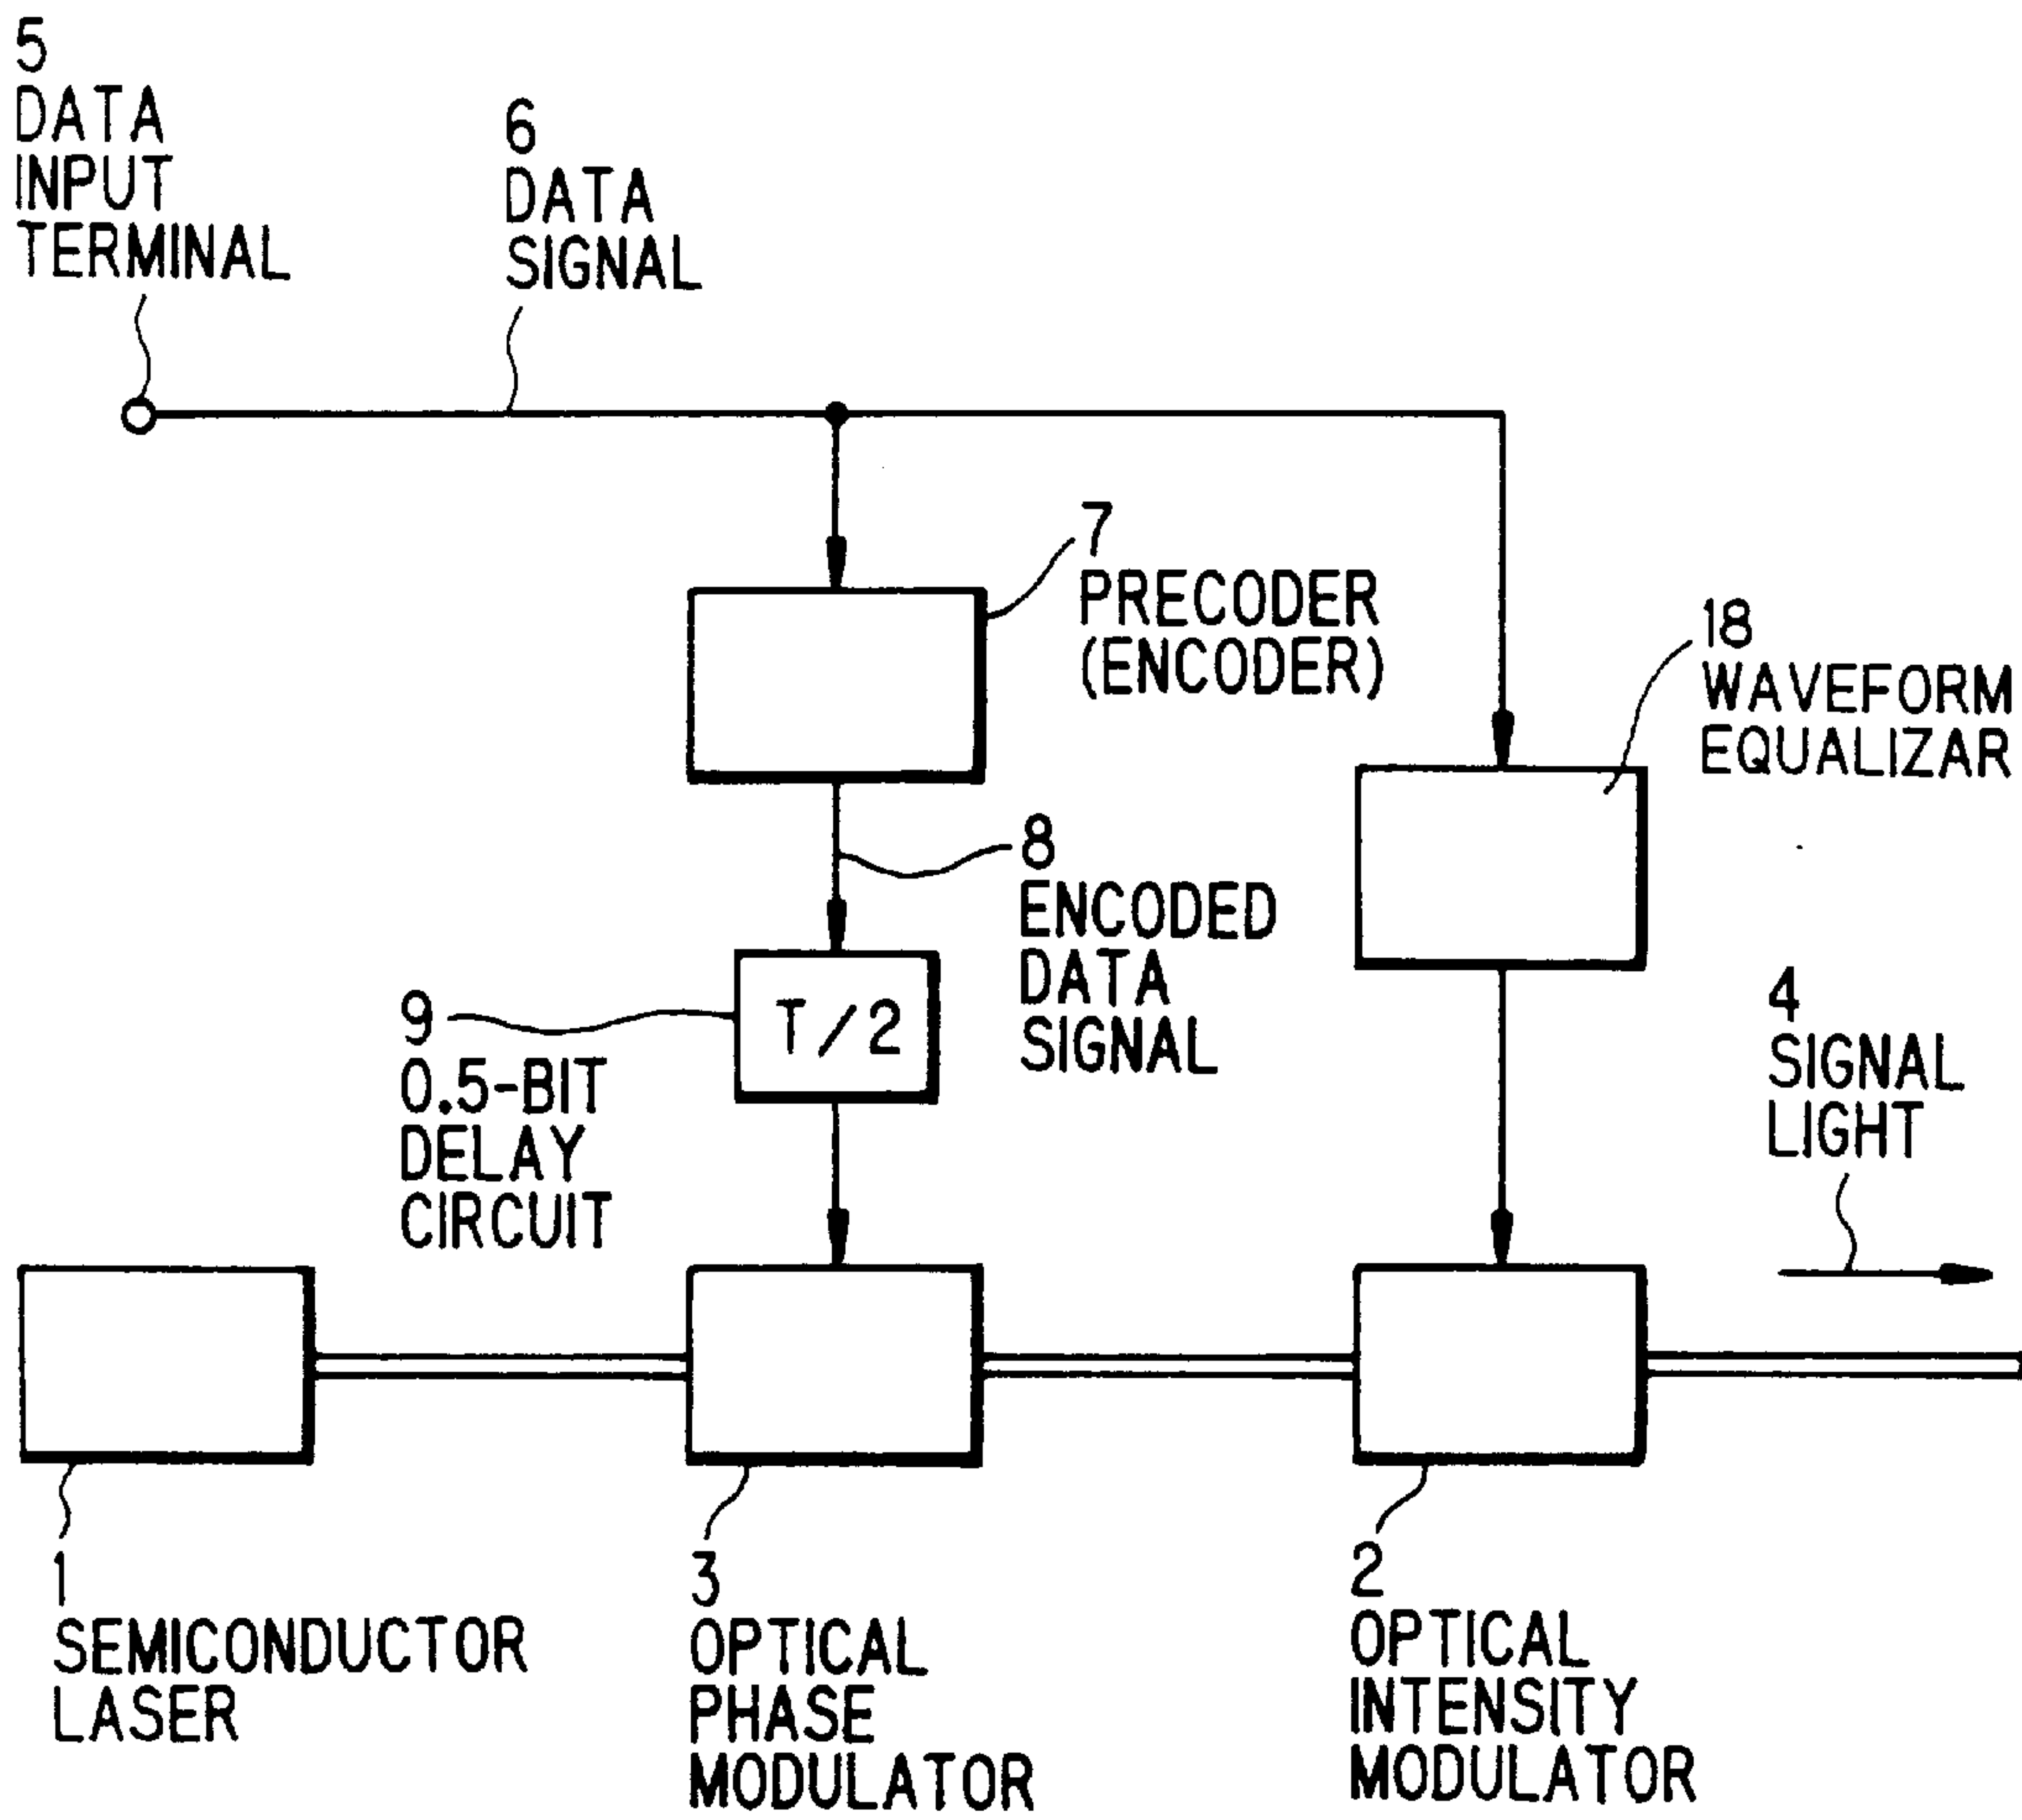 5
DATA
INPUT
TERMINAL
6
DATA
SIGNAL
7
PRECODER
(ENCODER)
18
WAVEFORM
EQUALIZAR
8
ENCODED
DATA
SIGNAL
9
0.5-BIT
DELAY
CIRCUIT
T/2
4
SIGNAL
LIGHT
1
SEMICONDUCTOR
LASER
3
OPTICAL
PHASE
MODULATOR
2
OPTICAL
INTENSITY
MODULATOR